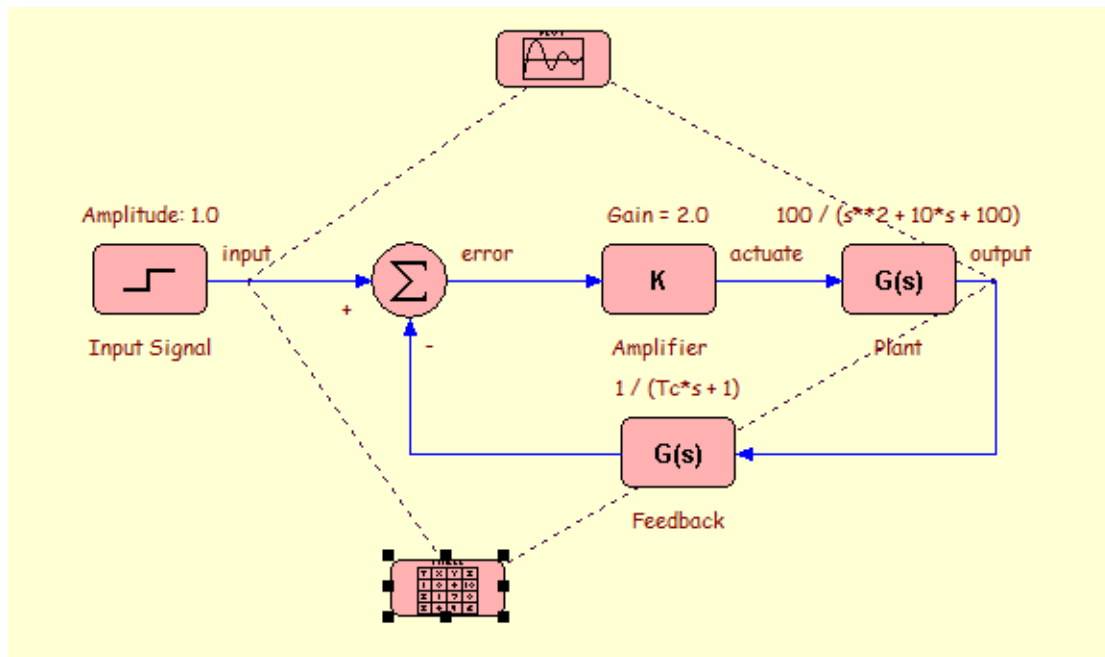 PLOT
Amplitude: 1.0
Gain = 2.0
100 / (s**2 + 10*s + 100)
input
error
actuate
output
Σ
K
G(s)
+
-
Input Signal
Amplifier
Plant
1 / (Tc*s + 1)
G(s)
Feedback
T X Y Z